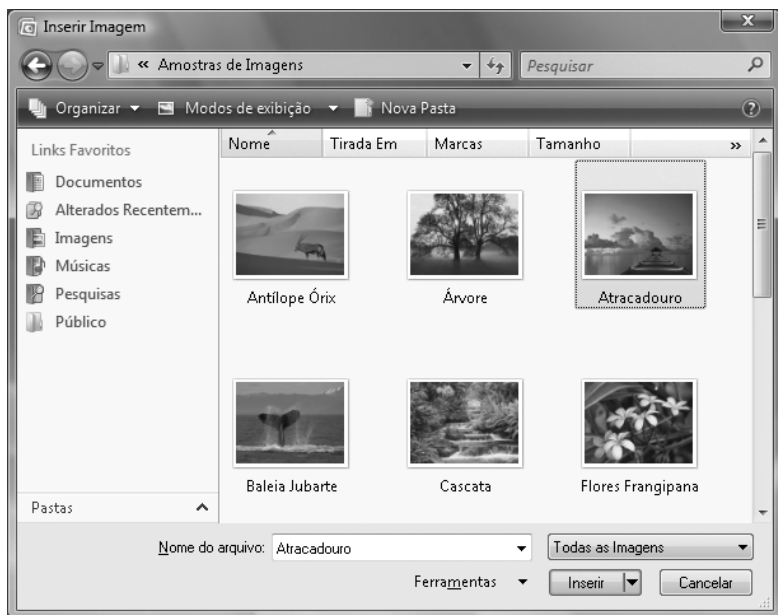 Inserir Imagem
« Amostras de Imagens
Pesquisar
Organizar Modos de exibição Nova Pasta ?
Links Favoritos
Documentos
Alterados Recentem...
Imagens
Músicas
Pesquisas
Público
Pastas
Nome Tirada Em Marcas Tamanho »
Antílope Órix Árvore Atracadouro
Baleia Jubarte Cascata Flores Frangipana
Nome do arquivo: Atracadouro Todas as Imagens
Ferramentas Inserir Cancelar